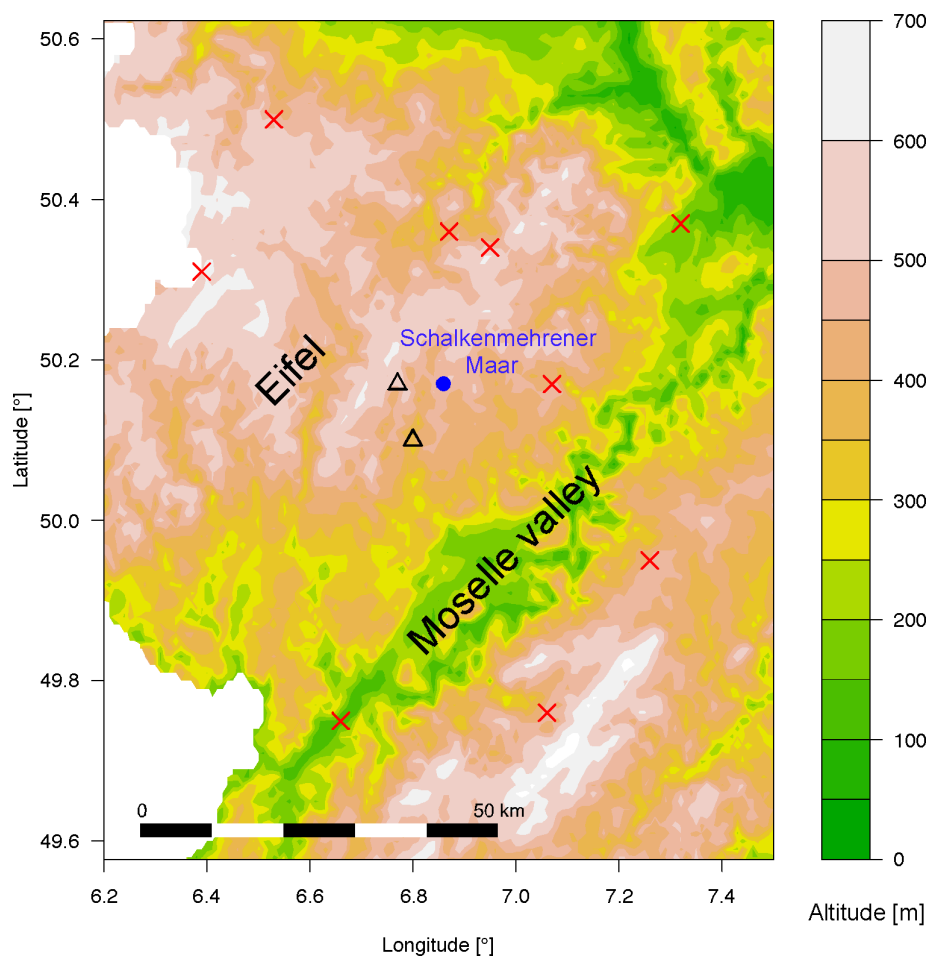 50.6
50.4
50.2
50.0
49.8
49.6
Latitude [°]
6.2
6.4
6.6
6.8
7.0
7.2
7.4
Longitude [°]
Eifel
Schalkenmehrener
Maar
Moselle valley
0
50 km
700
600
500
400
300
200
100
0
Altitude [m]